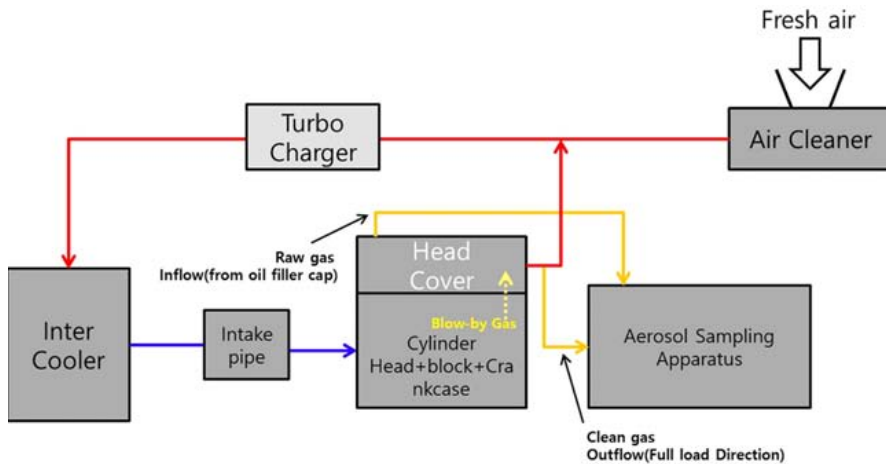 Fresh air
Turbo
Charger
Air Cleaner
Raw gas
Inflow(from oil filler cap)
Head
Cover
Inter
Cooler
Intake
pipe
Blow-by Gas
Cylinder
Head+block+Cra
nkcase
Aerosol Sampling
Apparatus
Clean gas
Outflow(Full load Direction)